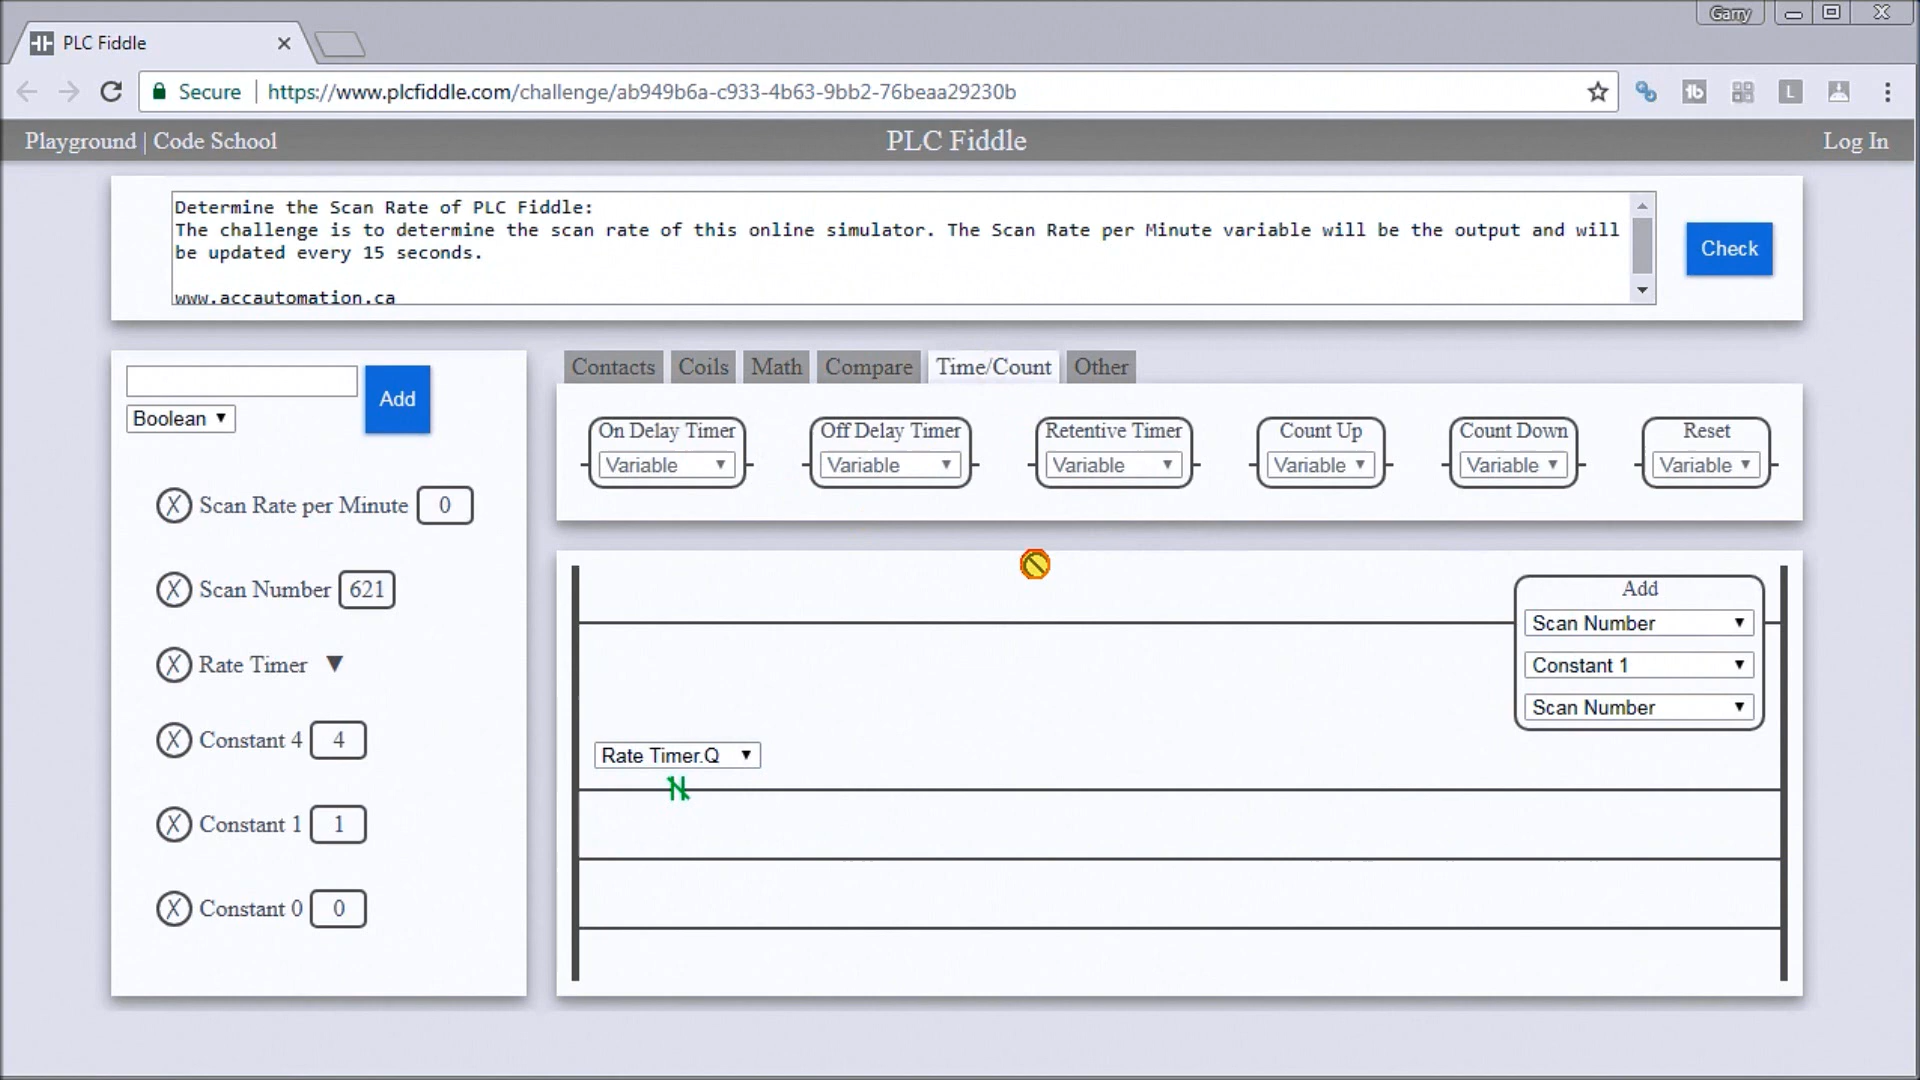 Garry
PLC Fiddle
Secure
https://www.plcfiddle.com/challenge/ab949b6a-c933-4b63-9bb2-76beaa29230b
Playground | Code School
PLC Fiddle
Log In
Determine the Scan Rate of PLC Fiddle:
The challenge is to determine the scan rate of this online simulator. The Scan Rate per Minute variable will be the output and will
be updated every 15 seconds.
www.accautomation.ca
Check
Boolean
Add
Scan Rate per Minute 0
Scan Number 621
Rate Timer
Constant 4 4
Constant 1 1
Constant 0 0
Contacts Coils Math Compare Time/Count Other
On Delay Timer Off Delay Timer Retentive Timer Count Up Count Down Reset
Variable Variable Variable Variable Variable Variable
Add
Scan Number
Constant 1
Scan Number
Rate Timer.Q